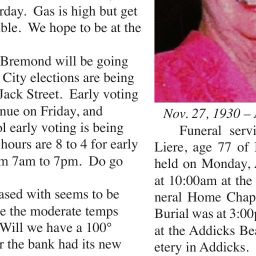 rday. Gas is high but get
ble. We hope to be at the
Bremond will be going
City elections are being
Jack Street. Early voting
nue on Friday, and
ol early voting is being
hours are 8 to 4 for early
m 7am to 7pm. Do go
ased with seems to be
e the moderate temps
Will we have a 100°
r the bank had its new
Nov. 27, 1930 –
Funeral servi
Liere, age 77 of
held on Monday,
at 10:00am at the
neral Home Chap
Burial was at 3:00p
at the Addicks Bea
etery in Addicks.